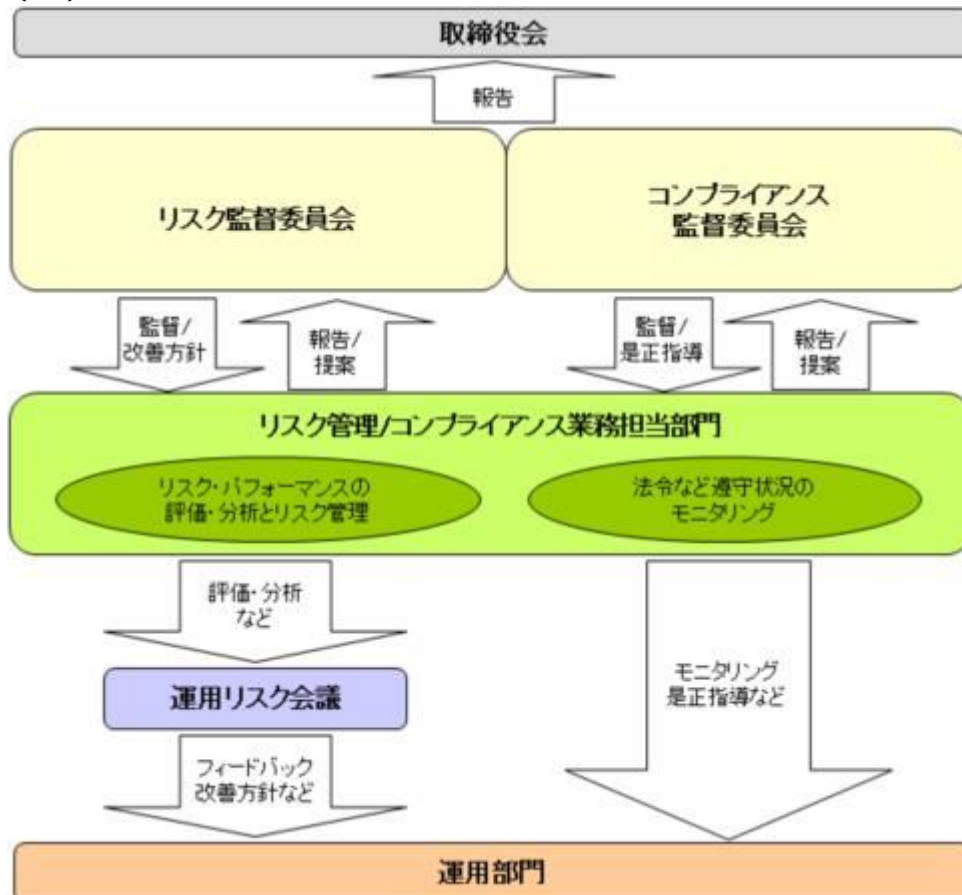 取締役会
報告
リスク監督委員会
コンプライアンス
監督委員会
監督/
改善方針
報告/
提案
監督/
是正指導
報告/
提案
リスク管理/コンプライアンス業務担当部門
リスク・パフォーマンスの
評価・分析とリスク管理
法令など遵守状況の
モニタリング
評価・分析
など
運用リスク会議
モニタリング
是正指導など
フィードバック
改善方針など
運用部門